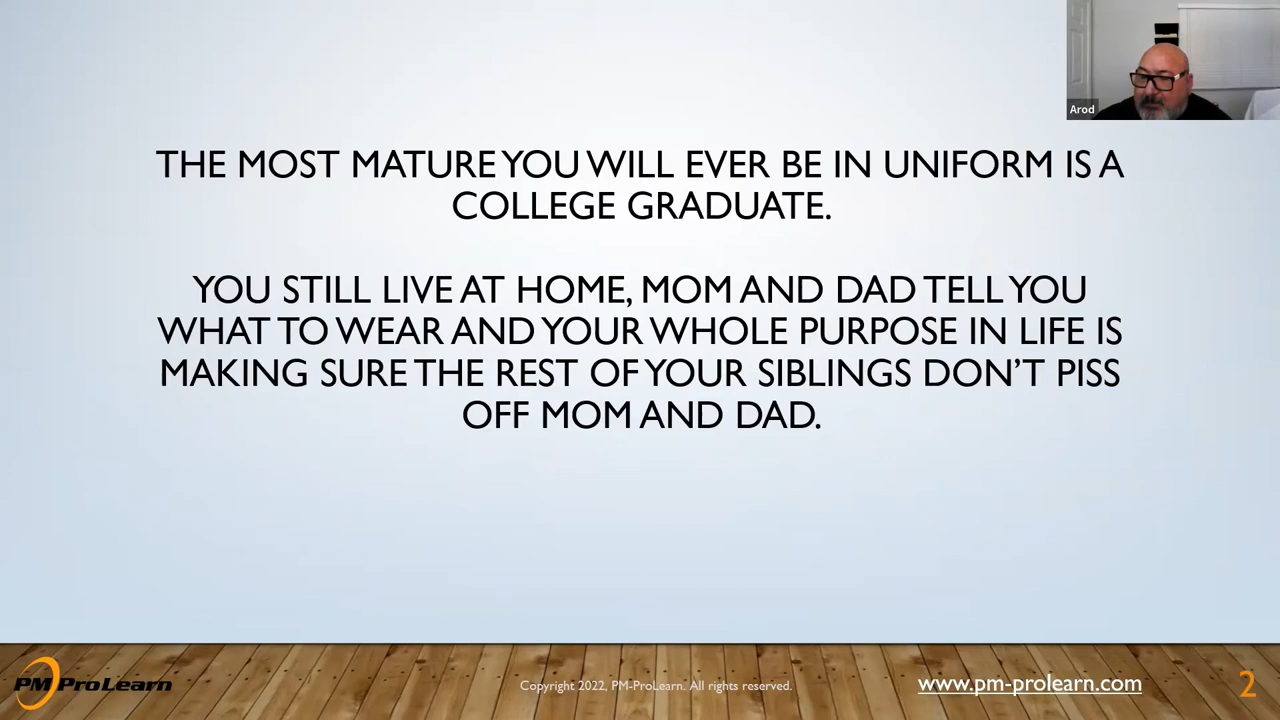 Arod
THE MOST MATURE YOU WILL EVER BE IN UNIFORM IS A
COLLEGE GRADUATE.
YOU STILL LIVE AT HOME, MOM AND DAD TELL YOU
WHAT TO WEAR AND YOUR WHOLE PURPOSE IN LIFE IS
MAKING SURE THE REST OF YOUR SIBLINGS DON'T PISS
OFF MOM AND DAD.
PM ProLearn
Copyright 2022, PM-ProLearn. All rights reserved.
www.pm-prolearn.com
2